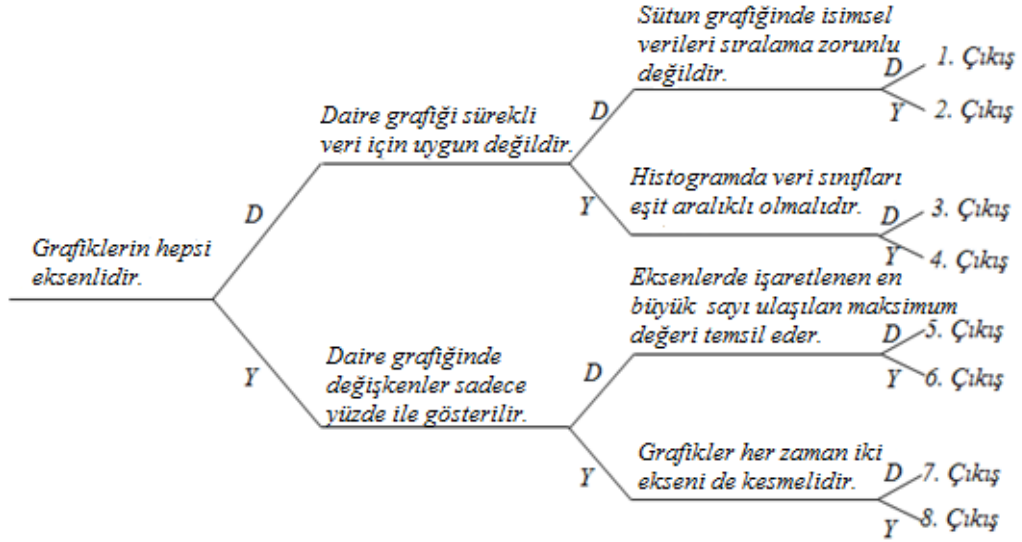 Sütun grafiğinde isimsel
verileri sıralama zorunlu
değildir.
D
1. Çıkış
Y
2. Çıkış
Daire grafiği sürekli
veri için uygun değildir.
D
Y
Histogramda veri sınıfları
eşit aralıklı olmalıdır.
D
3. Çıkış
Y
4. Çıkış
Grafiklerin hepsi
eksenlidir.
D
Y
Eksenlerde işaretlenen en
büyük sayı ulaşılan maksimum
değeri temsil eder.
D
5. Çıkış
Y
6. Çıkış
Daire grafiğinde
değişkenler sadece
yüzde ile gösterilir.
D
Y
Grafikler her zaman iki
ekseni de kesmelidir.
D
7. Çıkış
Y
8. Çıkış